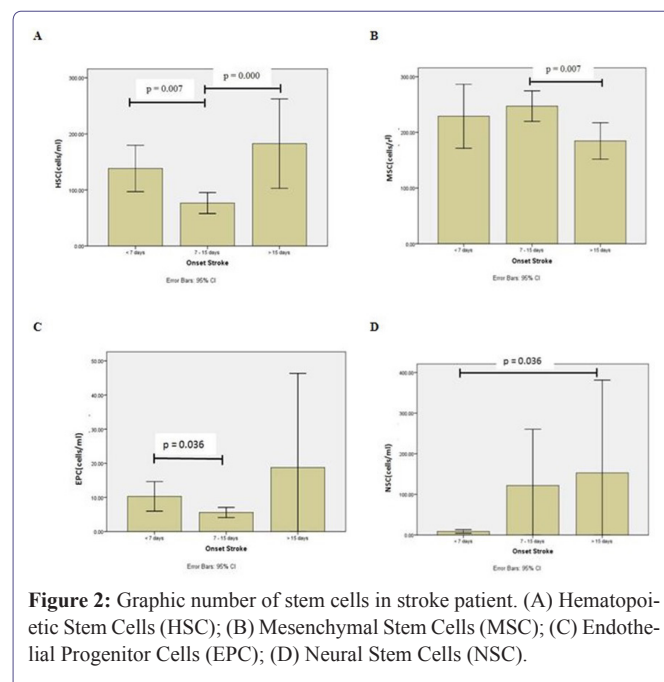 A
B
p = 0.007
p = 0.000
p = 0.007
300.00
200.00
100.00
0.00
HSC(cells/ml)
< 7 days
7 - 15 days
> 15 days
Onset Stroke
Error Bars: 95% CI
300.00
200.00
100.00
0.00
< 7 days
7 - 15 days
> 15 days
Onset Stroke
Error Bars: 95% CI
C
D
p = 0.036
50.00
40.00
30.00
20.00
10.00
0.00
EPC(cells/ml)
< 7 days
7 - 15 days
> 15 days
Onset Stroke
Error Bars: 95% CI
p = 0.036
400.00
300.00
200.00
100.00
0.00
NSC(cells/ml)
< 7 days
7 - 15 days
> 15 days
Onset Stroke
Error Bars: 95% CI
Figure 2: Graphic number of stem cells in stroke patient. (A) Hematopoi-
etic Stem Cells (HSC); (B) Mesenchymal Stem Cells (MSC); (C) Endothe-
lial Progenitor Cells (EPC); (D) Neural Stem Cells (NSC).